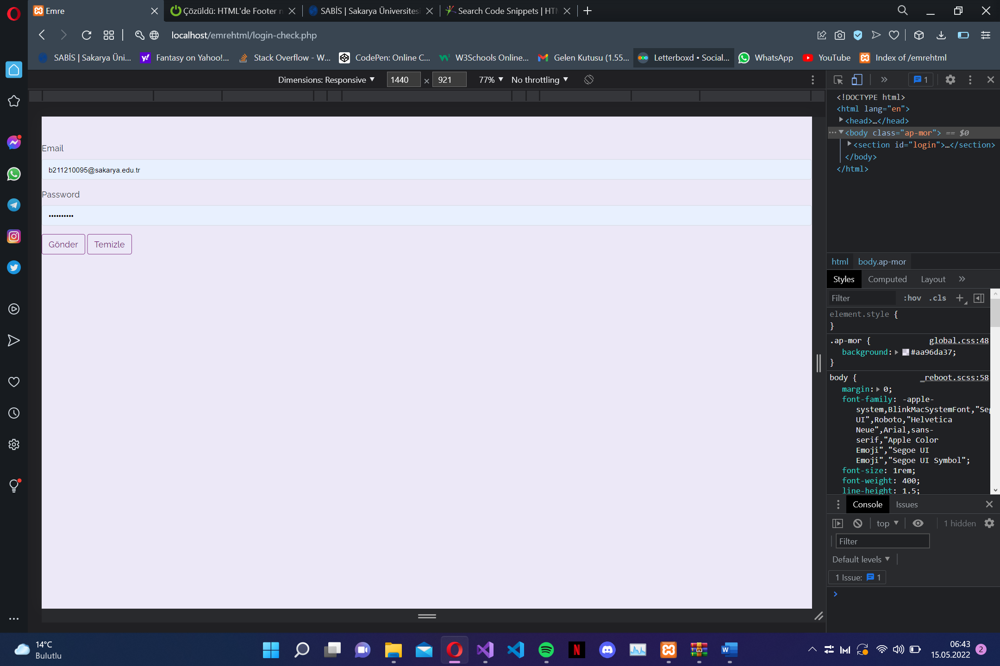 Emre
Çözüldü: HTML'de Footer n
SABİS | Sakarya Üniversitesi
Search Code Snippets | HTM
localhost/emrehtml/login-check.php
SABİS | Sakarya Üni...
Fantasy on Yahoo!...
Stack Overflow - W...
CodePen: Online C...
W3Schools Online...
Gelen Kutusu (1.55...
Letterboxd • Social...
WhatsApp
YouTube
Index of /emrehtml
Dimensions: Responsive ▼ 1440 × 921 77% ▼ No throttling ▼
1
Email
b211210095@sakarya.edu.tr
Password
••••••••••
Gönder Temizle
<!DOCTYPE html>
<html lang="en">
<head>…</head>
<body class="ap-mor"> == $0
<section id="login">…</section>
</body>
</html>
html body.ap-mor
Styles Computed Layout
Filter :hov .cls
element.style {
}
.ap-mor { global.css:48
background: #aa96da37;
}
body { _reboot.scss:58
margin: 0;
font-family: -apple-
system,BlinkMacSystemFont,"Seg
UI",Roboto,"Helvetica
Neue",Arial,sans-
serif,"Apple Color
Emoji","Segoe UI
Emoji","Segoe UI Symbol";
font-size: 1rem;
font-weight: 400;
line-height: 1.5;
Console Issues
top ▼ 1 hidden
Filter
Default levels ▼
1 Issue: 1
14°C
Bulutlu
06:43
15.05.2022
2